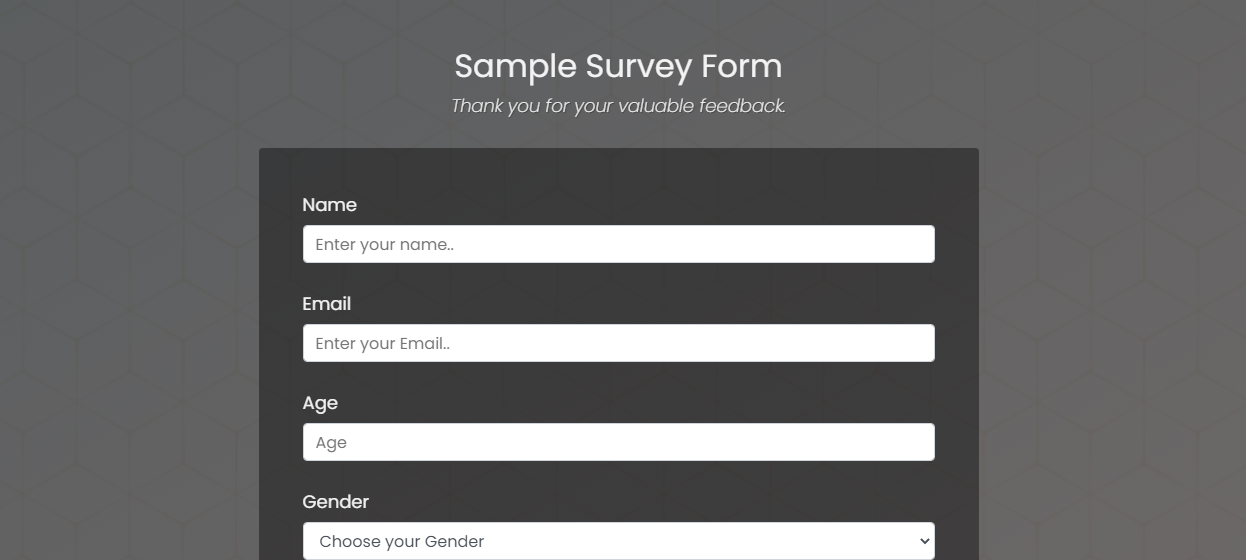 Sample Survey Form
Thank you for your valuable feedback.
Name
Enter your name..
Email
Enter your Email..
Age
Age
Gender
Choose your Gender